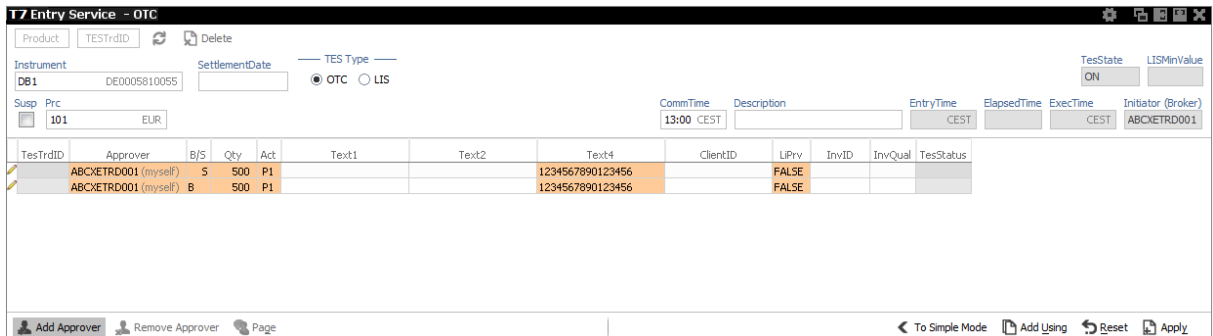 T7 Entry Service - OTC
Product TESTrdID Delete
Instrument SettlementDate TES Type TesState LISMinValue
DB1 DE0005810055 OTC LIS ON
Susp Prc CommTime Description EntryTime ElapsedTime ExecTime Initiator (Broker)
101 EUR 13:00 CEST CEST CEST ABCXETRD001
TesTrdID Approver B/S Qty Act Text1 Text2 Text4 ClientID LiPrv InvID InvQual TesStatus
ABCXETRD001 (myself) S 500 P1 1234567890123456 FALSE
ABCXETRD001 (myself) B 500 P1 1234567890123456 FALSE
Add Approver Remove Approver Page To Simple Mode Add Using Reset Apply